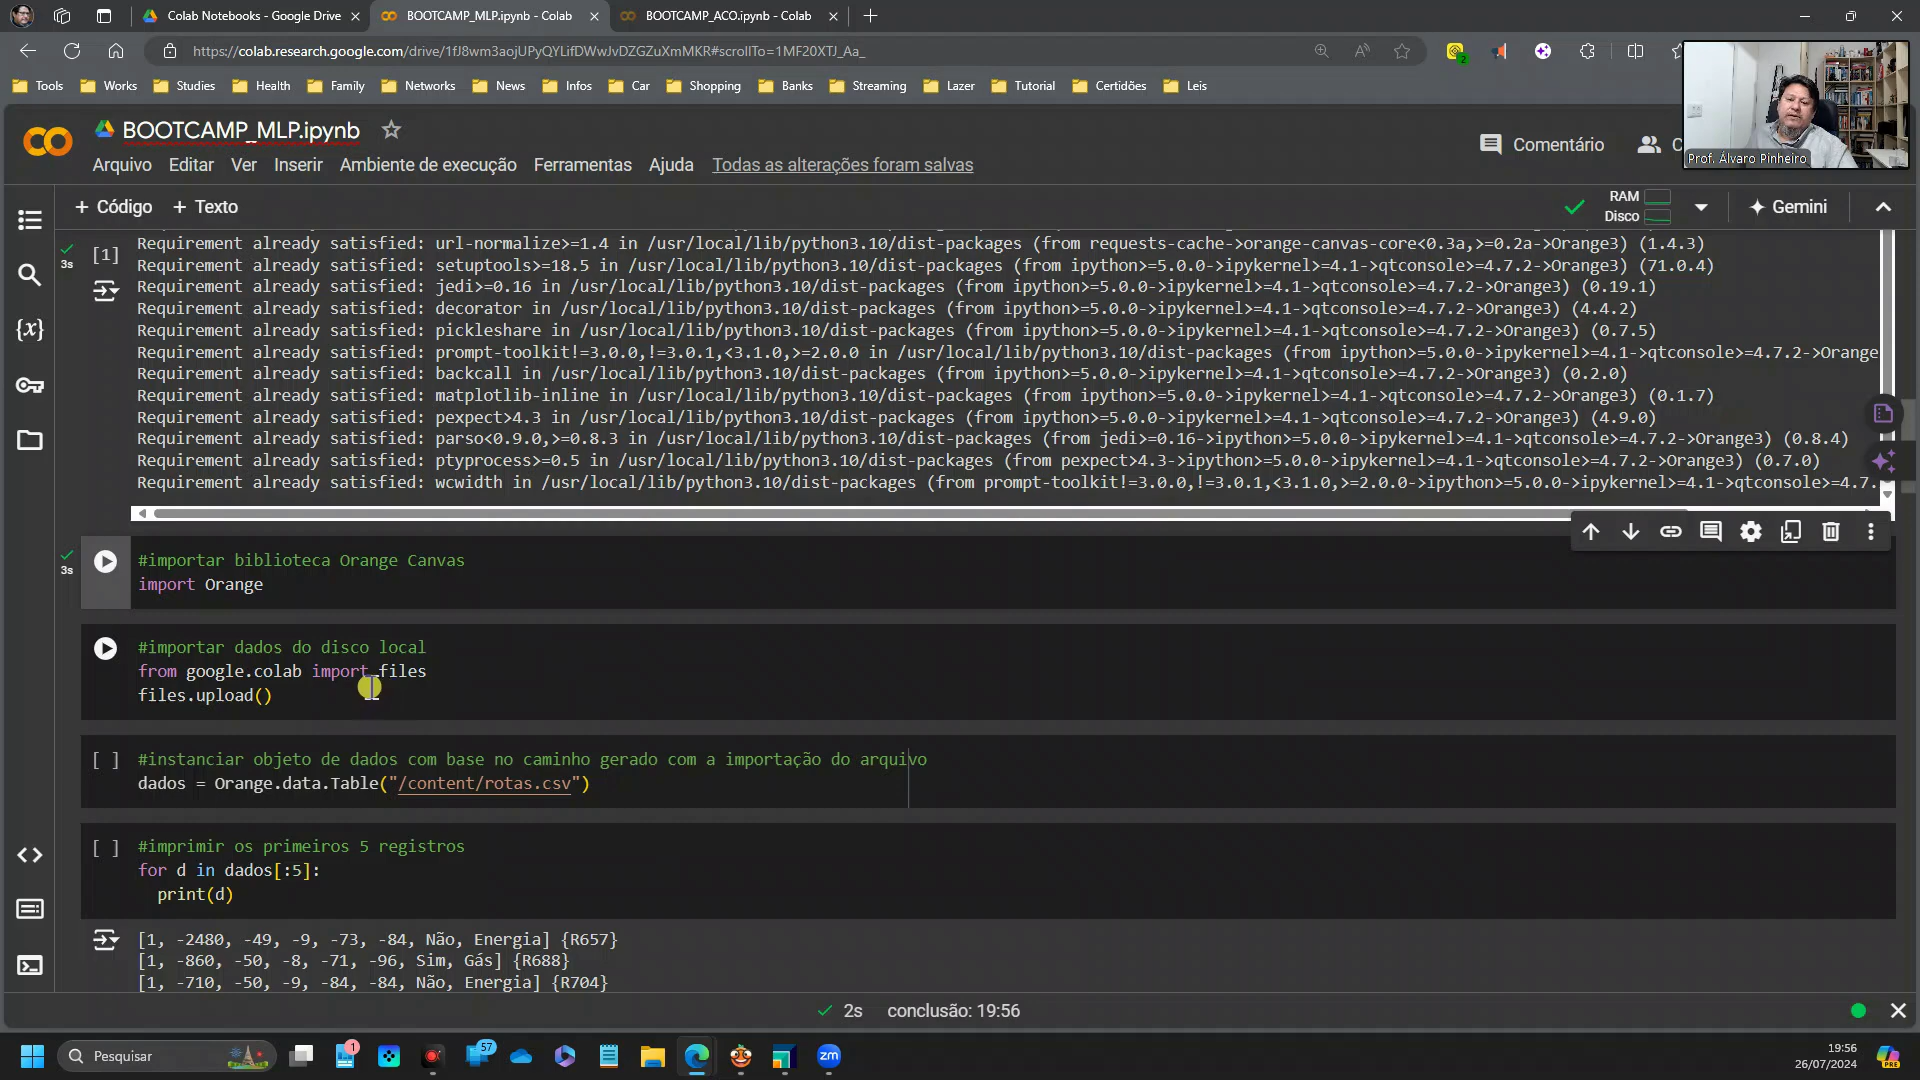 Colab Notebooks - Google Drive
BOOTCAMP_MLP.ipynb - Colab
BOOTCAMP_ACO.ipynb - Colab
https://colab.research.google.com/drive/1fJ8wm3aojUPyQYLifDWwJvDZGZuXmMKR#scrollTo=1MF20XTJ_Aa_
2
Tools
Works
Studies
Health
Family
Networks
News
Infos
Car
Shopping
Banks
Streaming
Lazer
Tutorial
Certidões
Leis
BOOTCAMP_MLP.ipynb
Comentário
Prof. Álvaro Pinheiro
Arquivo Editar Ver Inserir Ambiente de execução Ferramentas Ajuda Todas as alterações foram salvas
+ Código + Texto
RAM
Disco
Gemini
3s
[1]
Requirement already satisfied: url-normalize>=1.4 in /usr/local/lib/python3.10/dist-packages (from requests-cache->orange-canvas-core<0.3a,>=0.2a->Orange3) (1.4.3)
Requirement already satisfied: setuptools>=18.5 in /usr/local/lib/python3.10/dist-packages (from ipython>=5.0.0->ipykernel>=4.1->qtconsole>=4.7.2->Orange3) (71.0.4)
Requirement already satisfied: jedi>=0.16 in /usr/local/lib/python3.10/dist-packages (from ipython>=5.0.0->ipykernel>=4.1->qtconsole>=4.7.2->Orange3) (0.19.1)
Requirement already satisfied: decorator in /usr/local/lib/python3.10/dist-packages (from ipython>=5.0.0->ipykernel>=4.1->qtconsole>=4.7.2->Orange3) (4.4.2)
Requirement already satisfied: pickleshare in /usr/local/lib/python3.10/dist-packages (from ipython>=5.0.0->ipykernel>=4.1->qtconsole>=4.7.2->Orange3) (0.7.5)
Requirement already satisfied: prompt-toolkit!=3.0.0,!=3.0.1,<3.1.0,>=2.0.0 in /usr/local/lib/python3.10/dist-packages (from ipython>=5.0.0->ipykernel>=4.1->qtconsole>=4.7.2->Orange
Requirement already satisfied: backcall in /usr/local/lib/python3.10/dist-packages (from ipython>=5.0.0->ipykernel>=4.1->qtconsole>=4.7.2->Orange3) (0.2.0)
Requirement already satisfied: matplotlib-inline in /usr/local/lib/python3.10/dist-packages (from ipython>=5.0.0->ipykernel>=4.1->qtconsole>=4.7.2->Orange3) (0.1.7)
Requirement already satisfied: pexpect>4.3 in /usr/local/lib/python3.10/dist-packages (from ipython>=5.0.0->ipykernel>=4.1->qtconsole>=4.7.2->Orange3) (4.9.0)
Requirement already satisfied: parso<0.9.0,>=0.8.3 in /usr/local/lib/python3.10/dist-packages (from jedi>=0.16->ipython>=5.0.0->ipykernel>=4.1->qtconsole>=4.7.2->Orange3) (0.8.4)
Requirement already satisfied: ptyprocess>=0.5 in /usr/local/lib/python3.10/dist-packages (from pexpect>4.3->ipython>=5.0.0->ipykernel>=4.1->qtconsole>=4.7.2->Orange3) (0.7.0)
Requirement already satisfied: wcwidth in /usr/local/lib/python3.10/dist-packages (from prompt-toolkit!=3.0.0,!=3.0.1,<3.1.0,>=2.0.0->ipython>=5.0.0->ipykernel>=4.1->qtconsole>=4.7.
3s
#importar biblioteca Orange Canvas
import Orange
#importar dados do disco local
from google.colab import files
files.upload()
[ ]
#instanciar objeto de dados com base no caminho gerado com a importação do arquivo
dados = Orange.data.Table("/content/rotas.csv")
[ ]
#imprimir os primeiros 5 registros
for d in dados[:5]:
print(d)
[1, -2480, -49, -9, -73, -84, Não, Energia] {R657}
[1, -860, -50, -8, -71, -96, Sim, Gás] {R688}
[1, -710, -50, -9, -84, -84, Não, Energia] {R704}
2s conclusão: 19:56
Pesquisar
1
57
zm
19:56
26/07/2024
PRE